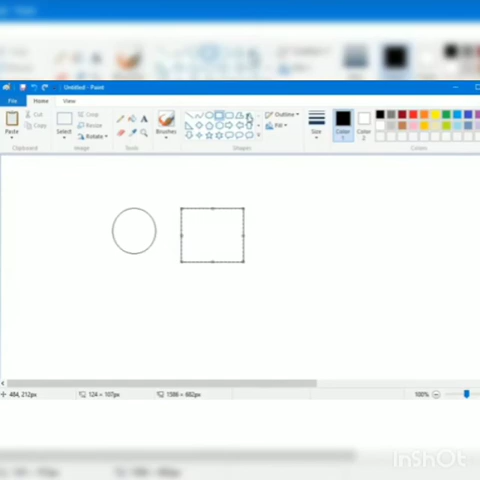 Untitled - Paint
File Home View
Paste
Cut
Copy
Clipboard
Select
Crop
Resize
Rotate
Image
Tools
Brushes
Shapes
Outline
Fill
Size
Color
1
Color
2
Colors
484, 212px
124 × 107px
1586 × 682px
100%
InShOt